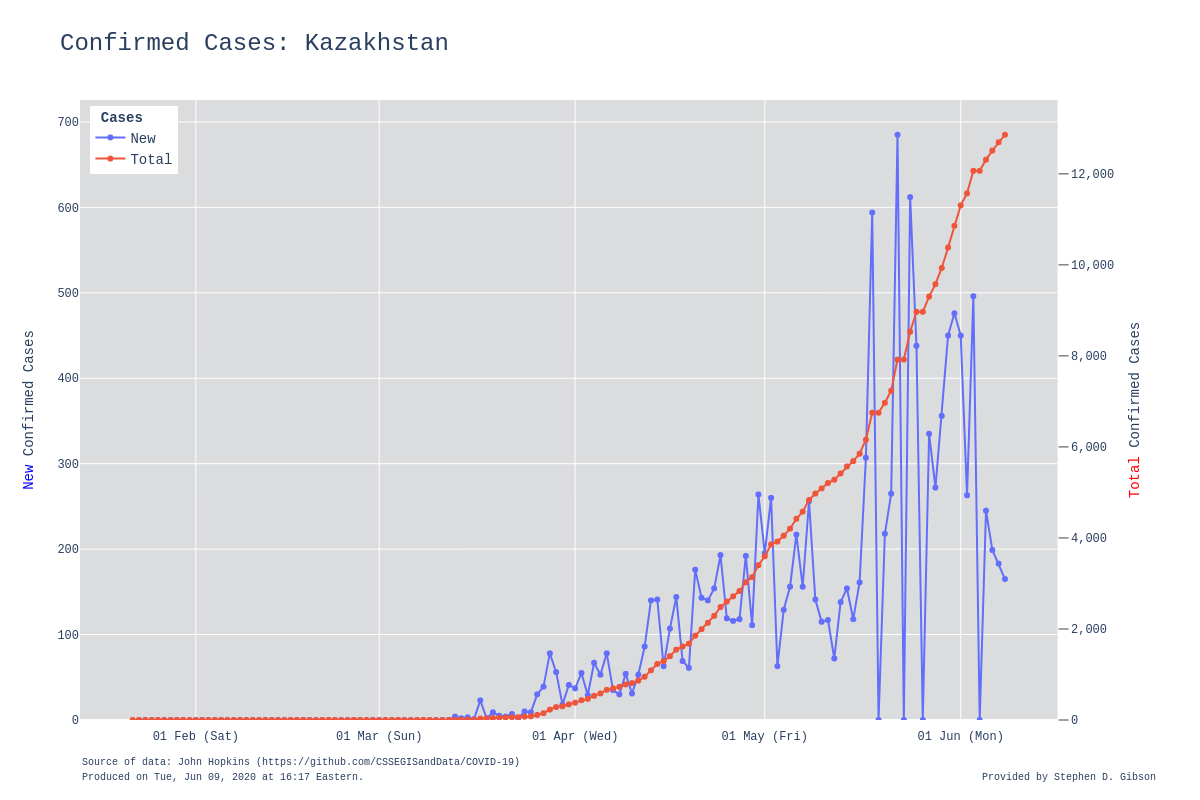 Confirmed Cases: Kazakhstan
Cases
New
Total
700
600
500
400
300
200
100
0
New Confirmed Cases
12,000
10,000
8,000
6,000
4,000
2,000
0
Total Confirmed Cases
01 Feb (Sat)
01 Mar (Sun)
01 Apr (Wed)
01 May (Fri)
01 Jun (Mon)
Source of data: John Hopkins (https://github.com/CSSEGISandData/COVID-19)
Produced on Tue, Jun 09, 2020 at 16:17 Eastern.
Provided by Stephen D. Gibson